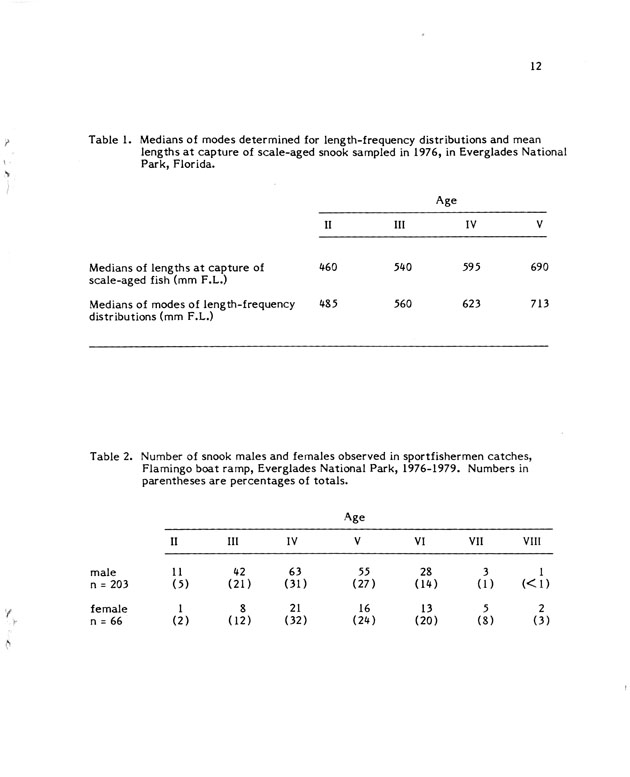 12
Table 1. Medians of modes determined for length-frequency distributions and mean
lengths at capture of scale-aged snook sampled in 1976, in Everglades National
Park, Florida.
Age
II III IV V
Medians of lengths at capture of 460 540 595 690
scale-aged fish (mm F.L.)
Medians of modes of length-frequency 485 560 623 713
distributions (mm F.L.)
Table 2. Number of snook males and females observed in sportfishermen catches,
Flamingo boat ramp, Everglades National Park, 1976-1979. Numbers in
parentheses are percentages of totals.
Age
II III IV V VI VII VIII
male 11 42 63 55 28 3 1
n = 203 (5) (21) (31) (27) (14) (1) (<1)
female 1 8 21 16 13 5 2
n = 66 (2) (12) (32) (24) (20) (8) (3)